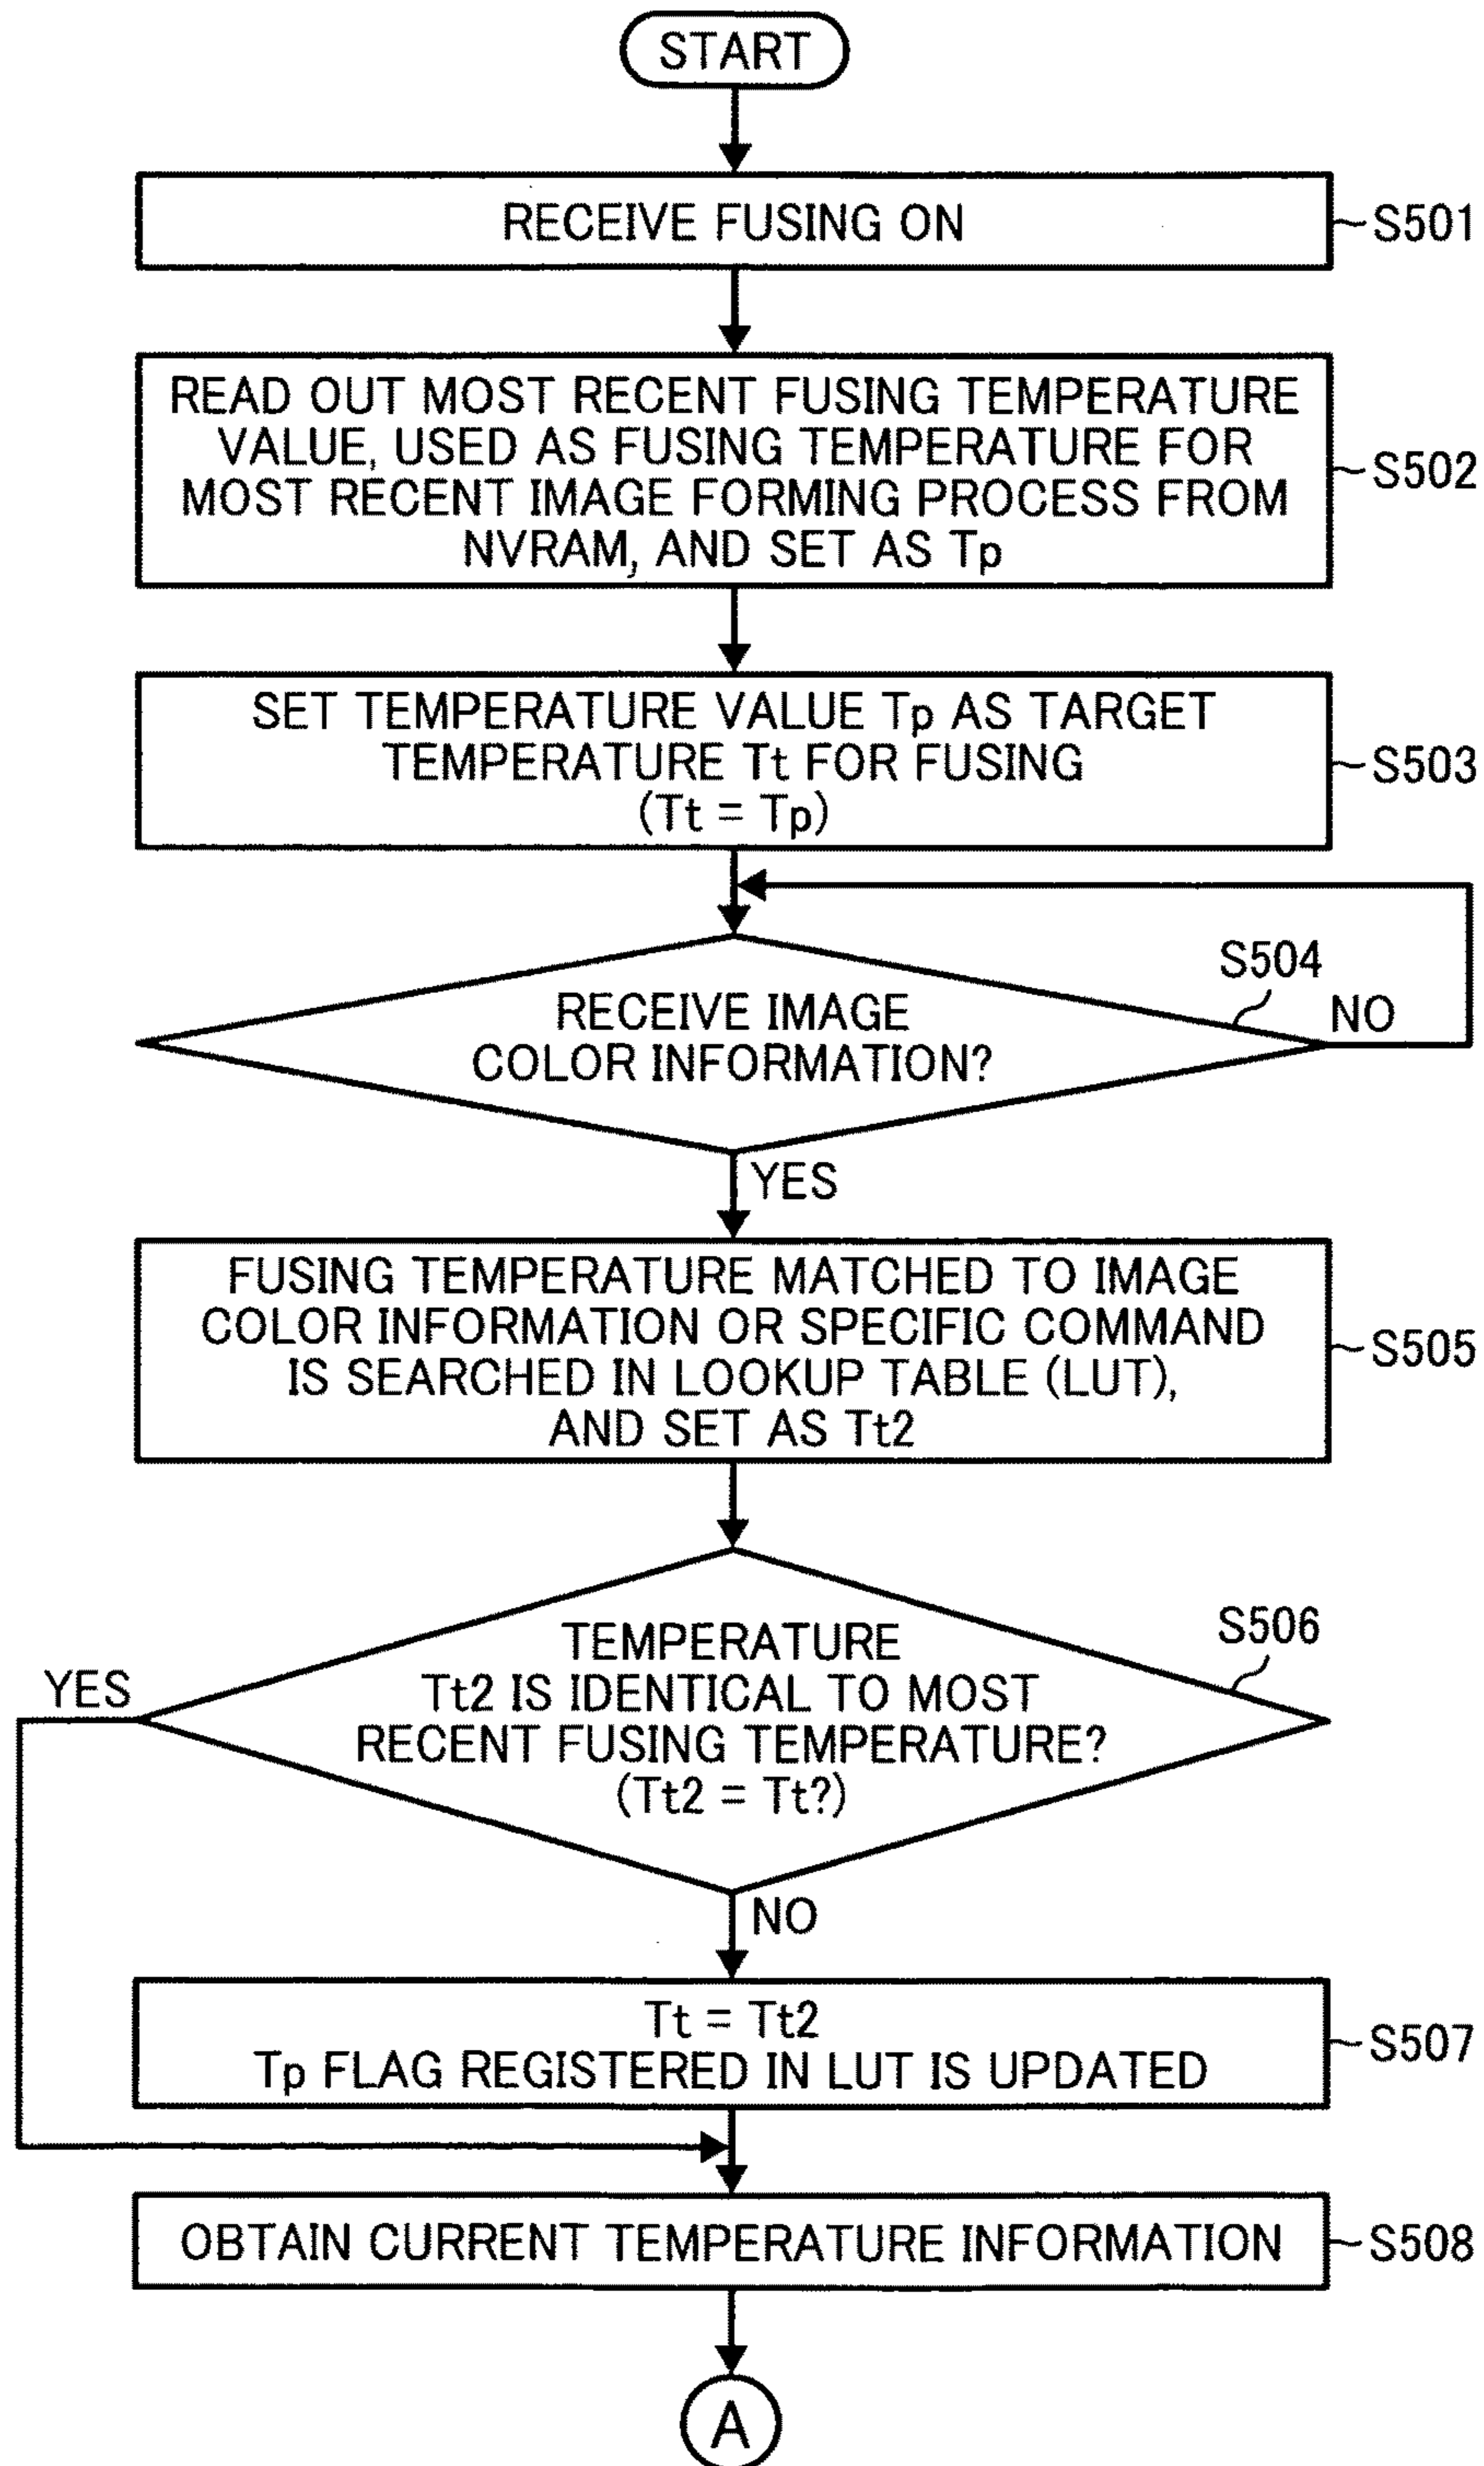 START
RECEIVE FUSING ON
S501
READ OUT MOST RECENT FUSING TEMPERATURE
VALUE, USED AS FUSING TEMPERATURE FOR
MOST RECENT IMAGE FORMING PROCESS FROM
NVRAM, AND SET AS Tp
S502
SET TEMPERATURE VALUE Tp AS TARGET
TEMPERATURE Tt FOR FUSING
(Tt = Tp)
S503
S504
RECEIVE IMAGE
COLOR INFORMATION?
NO
YES
FUSING TEMPERATURE MATCHED TO IMAGE
COLOR INFORMATION OR SPECIFIC COMMAND
IS SEARCHED IN LOOKUP TABLE (LUT),
AND SET AS Tt2
S505
S506
TEMPERATURE
Tt2 IS IDENTICAL TO MOST
RECENT FUSING TEMPERATURE?
(Tt2 = Tt?)
YES
NO
Tt = Tt2
Tp FLAG REGISTERED IN LUT IS UPDATED
S507
OBTAIN CURRENT TEMPERATURE INFORMATION
S508
A